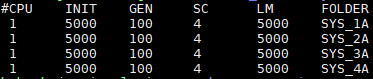 #CPU INIT GEN SC LM FOLDER
1 5000 100 4 5000 SYS_1A
1 5000 100 4 5000 SYS_2A
1 5000 100 4 5000 SYS_3A
1 5000 100 4 5000 SYS_4A